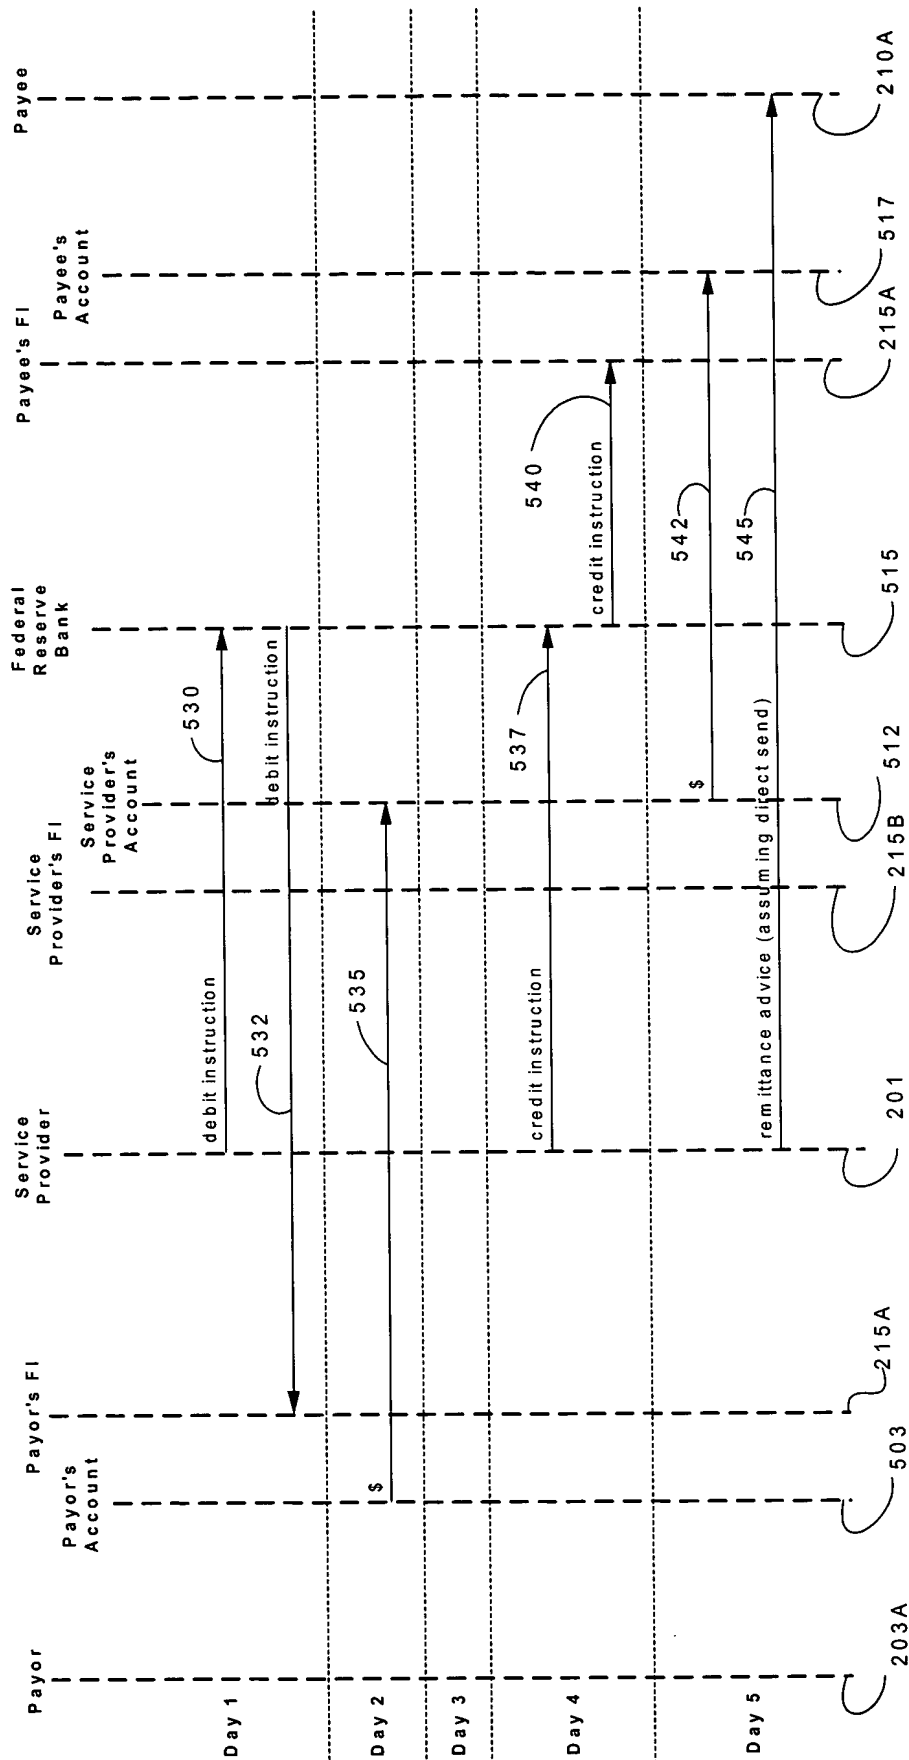 Payor
Payor's
Account
Payor's FI
Service
Provider
Service
Provider's FI
Service
Provider's
Account
Federal
Reserve
Bank
Payee's FI
Payee's
Account
Payee
Day 1
debit instruction
530
debit instruction
532
Day 2
$
535
Day 3
Day 4
credit instruction
537
credit instruction
540
Day 5
$
542
remittance advice (assuming direct send)
545
203A
503
215A
201
215B
512
515
215A
517
210A